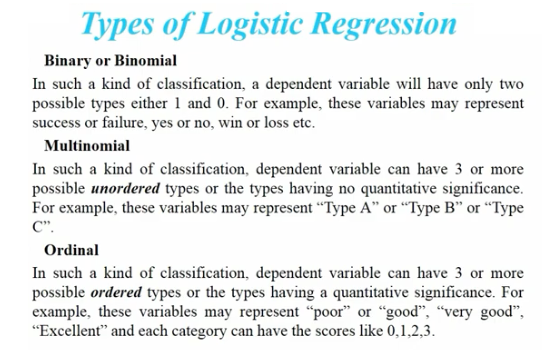 Types of Logistic Regression
Binary or Binomial
In such a kind of classification, a dependent variable will have only two
possible types either 1 and 0. For example, these variables may represent
success or failure, yes or no, win or loss etc.
Multinomial
In such a kind of classification, dependent variable can have 3 or more
possible unordered types or the types having no quantitative significance.
For example, these variables may represent “Type A” or “Type B” or “Type
C”.
Ordinal
In such a kind of classification, dependent variable can have 3 or more
possible ordered types or the types having a quantitative significance. For
example, these variables may represent “poor” or “good”, “very good”,
“Excellent” and each category can have the scores like 0,1,2,3.